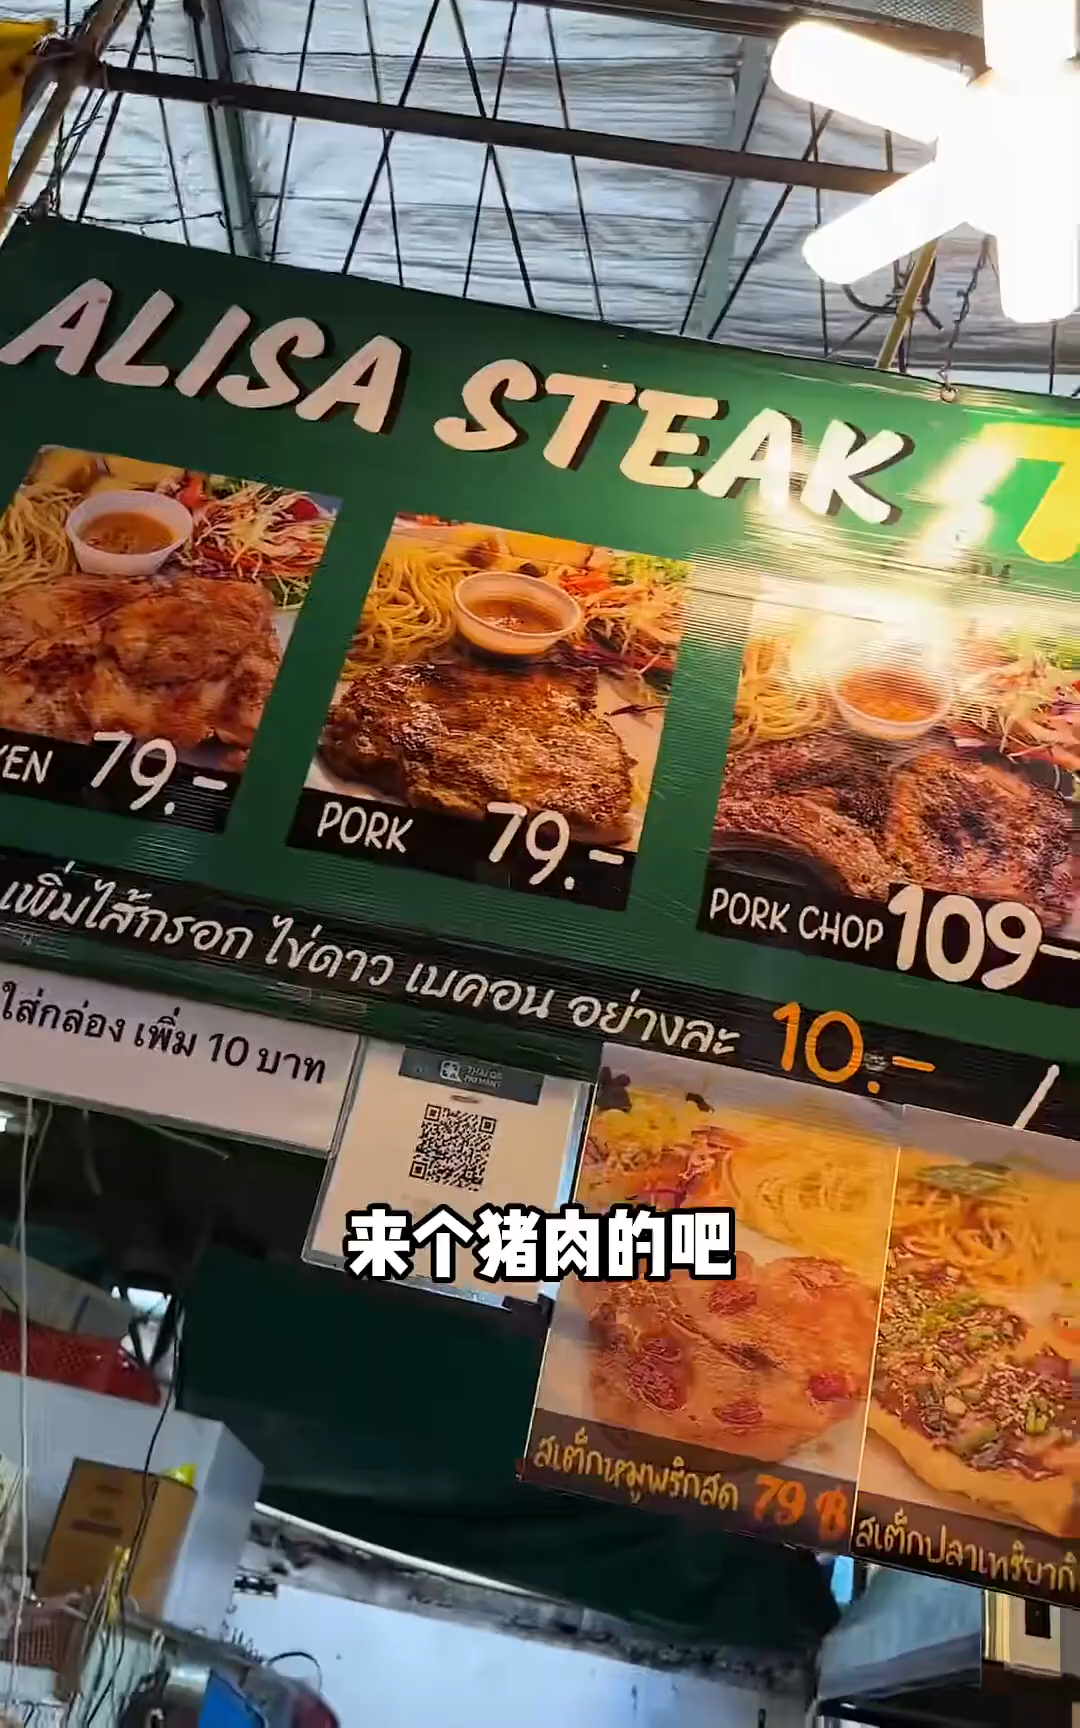 ALISA STEAK
79.-
PORK 79.-
PORK CHOP 109-
เพิ่มไส้กรอก ไข่ดาว เบคอน อย่างละ 10.-
ใส่กล่อง เพิ่ม 10 บาท
THAI QR
PAYMENT
来个猪肉的吧
สเต็กหมูพริกสด 79 ฿
สเต็กปลาเทริยากิ